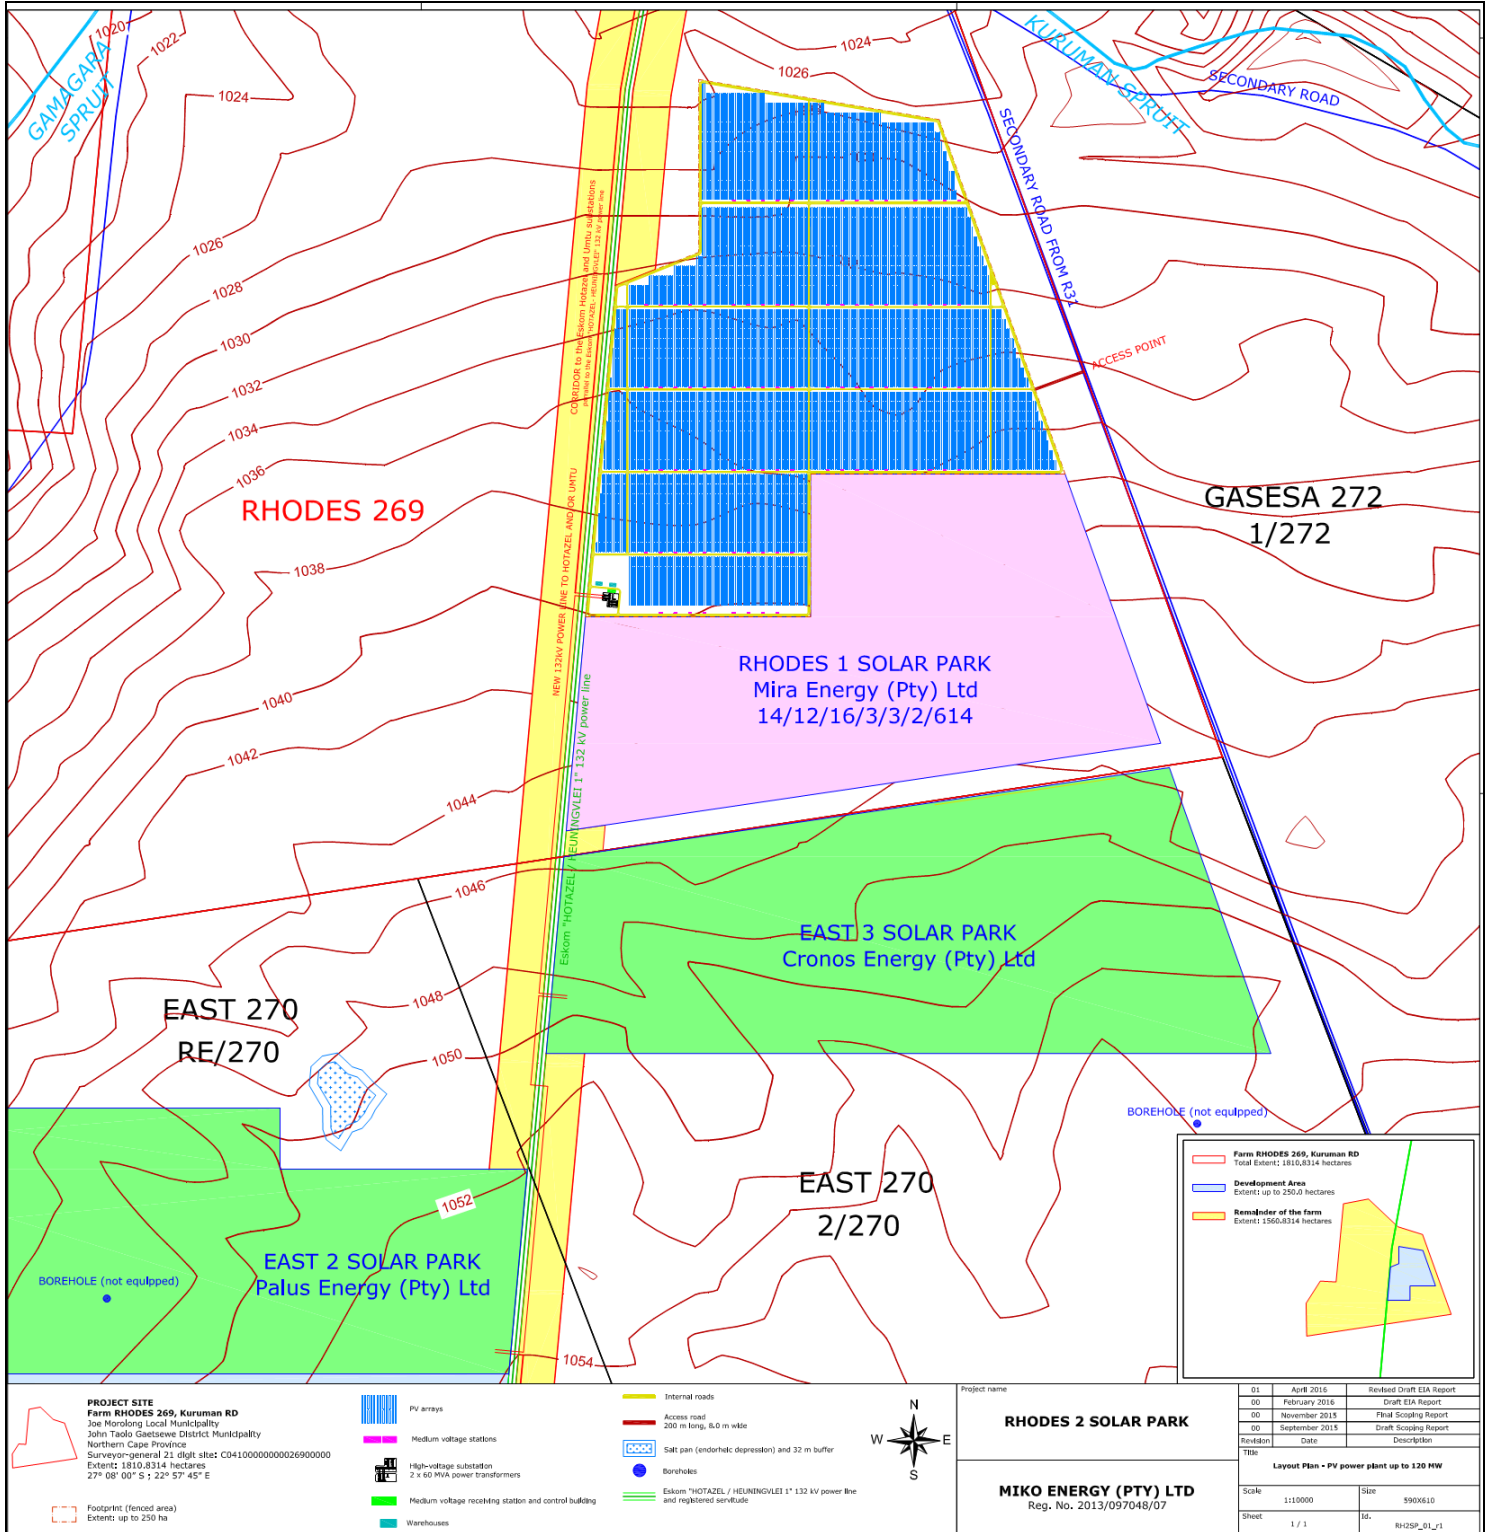 1020
1022
1024
1026
GAMAGARA
SPRUIT
KURUMAN SPRUIT
SECONDARY ROAD
1024
SECONDARY ROAD FROM R31
1026
1028
1030
1032
1034
1036
CORRIDOR to the Eskom Hotazel and Umtu substations
parallel to the Eskom "HOTAZEL - HEUNINGVLEI" 132 kV power line
ACCESS POINT
RHODES 269
GASESA 272
1/272
NEW 132kV POWER LINE TO HOTAZEL AND/OR UMTU
1038
RHODES 1 SOLAR PARK
Mira Energy (Pty) Ltd
14/12/16/3/3/2/614
1040
1042
1044
Eskom "HOTAZEL / HEUNINGVLEI 1" 132 kV power line
1046
EAST 3 SOLAR PARK
Cronos Energy (Pty) Ltd
1048
EAST 270
RE/270
1050
BOREHOLE (not equipped)
EAST 270
2/270
1052
EAST 2 SOLAR PARK
Palus Energy (Pty) Ltd
BOREHOLE (not equipped)
1054
Farm RHODES 269, Kuruman RD
Total Extent: 1810,8314 hectares
Development Area
Extent: up to 250.0 hectares
Remainder of the farm
Extent: 1560.8314 hectares
PROJECT SITE
Farm RHODES 269, Kuruman RD
Joe Morolong Local Municipality
John Taolo Gaetsewe District Municipality
Northern Cape Province
Surveyor-general 21 digit site: C04100000000026900000
Extent: 1810.8314 hectares
27° 08' 00" S ; 22° 57' 45" E
Footprint (fenced area)
Extent: up to 250 ha
PV arrays
Medium voltage stations
High-voltage substation
2 x 60 MVA power transformers
Medium voltage receiving station and control building
Warehouses
Internal roads
Access road
200 m long, 8.0 m wide
Salt pan (endorheic depression) and 32 m buffer
Boreholes
Eskom "HOTAZEL / HEUNINGVLEI 1" 132 kV power line
and registered servitude
N
W E
S
Project name
RHODES 2 SOLAR PARK
MIKO ENERGY (PTY) LTD
Reg. No. 2013/097048/07
01 April 2016 Revised Draft EIA Report
00 February 2016 Draft EIA Report
00 November 2015 Final Scoping Report
00 September 2015 Draft Scoping Report
Revision Date Description
Title
Layout Plan - PV power plant up to 120 MW
Scale 1:10000 Size 590X610
Sheet 1 / 1 Id. RH2SP_01_r1